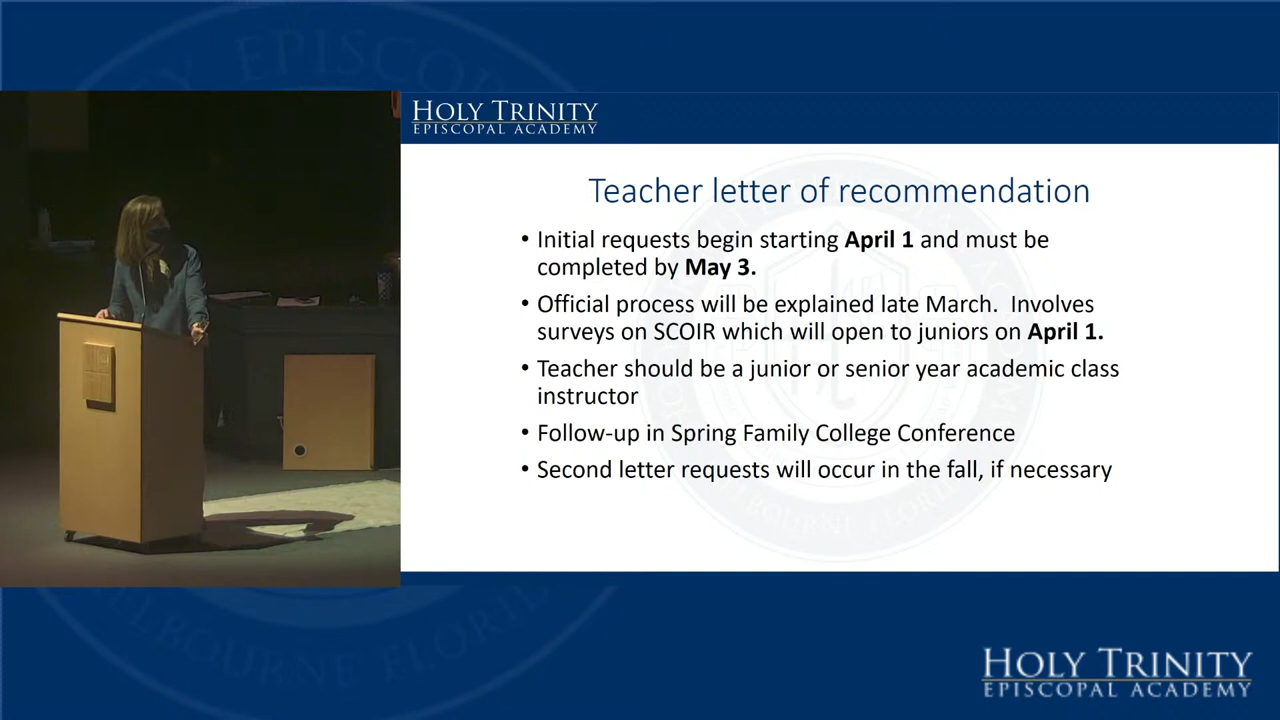 HOLY TRINITY
EPISCOPAL ACADEMY
Teacher letter of recommendation
• Initial requests begin starting April 1 and must be
completed by May 3.
• Official process will be explained late March.  Involves
surveys on SCOIR which will open to juniors on April 1.
• Teacher should be a junior or senior year academic class
instructor
• Follow-up in Spring Family College Conference
• Second letter requests will occur in the fall, if necessary
MELBOURNE FLORIDA
HOLY TRINITY
EPISCOPAL ACADEMY